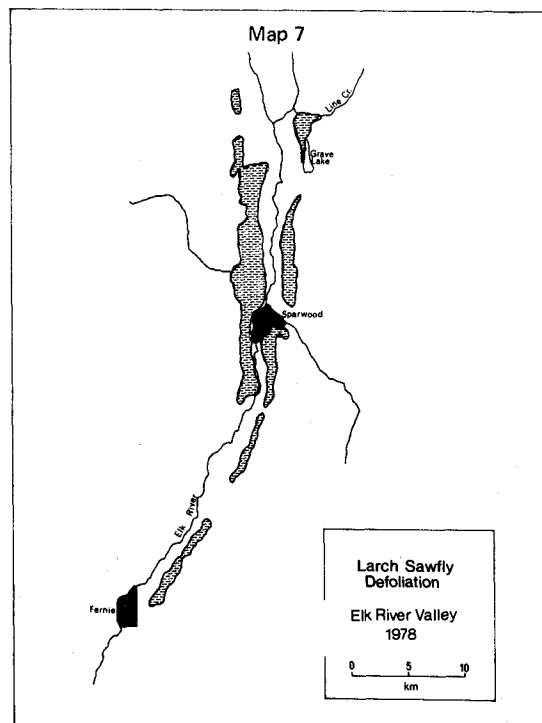 Map 7
Line Cr.
Grave
Lake
Sparwood
Elk River
Fernie
Larch Sawfly
Defoliation
Elk River Valley
1978
0 5 10
km